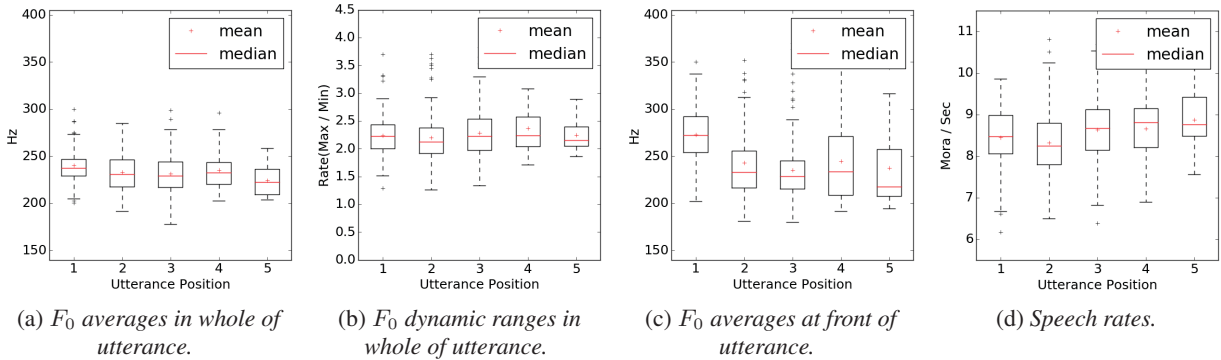 400
350
300
250
200
150
Hz
mean
median
1 2 3 4 5
Utterance Position
(a) F0 averages in whole of
utterance.
4.5
4.0
3.5
3.0
2.5
2.0
1.5
1.0
0.5
0.0
Rate(Max / Min)
mean
median
1 2 3 4 5
Utterance Position
(b) F0 dynamic ranges in
whole of utterance.
400
350
300
250
200
150
Hz
mean
median
1 2 3 4 5
Utterance Position
(c) F0 averages at front of
utterance.
11
10
9
8
7
6
Mora / Sec
mean
median
1 2 3 4 5
Utterance Position
(d) Speech rates.